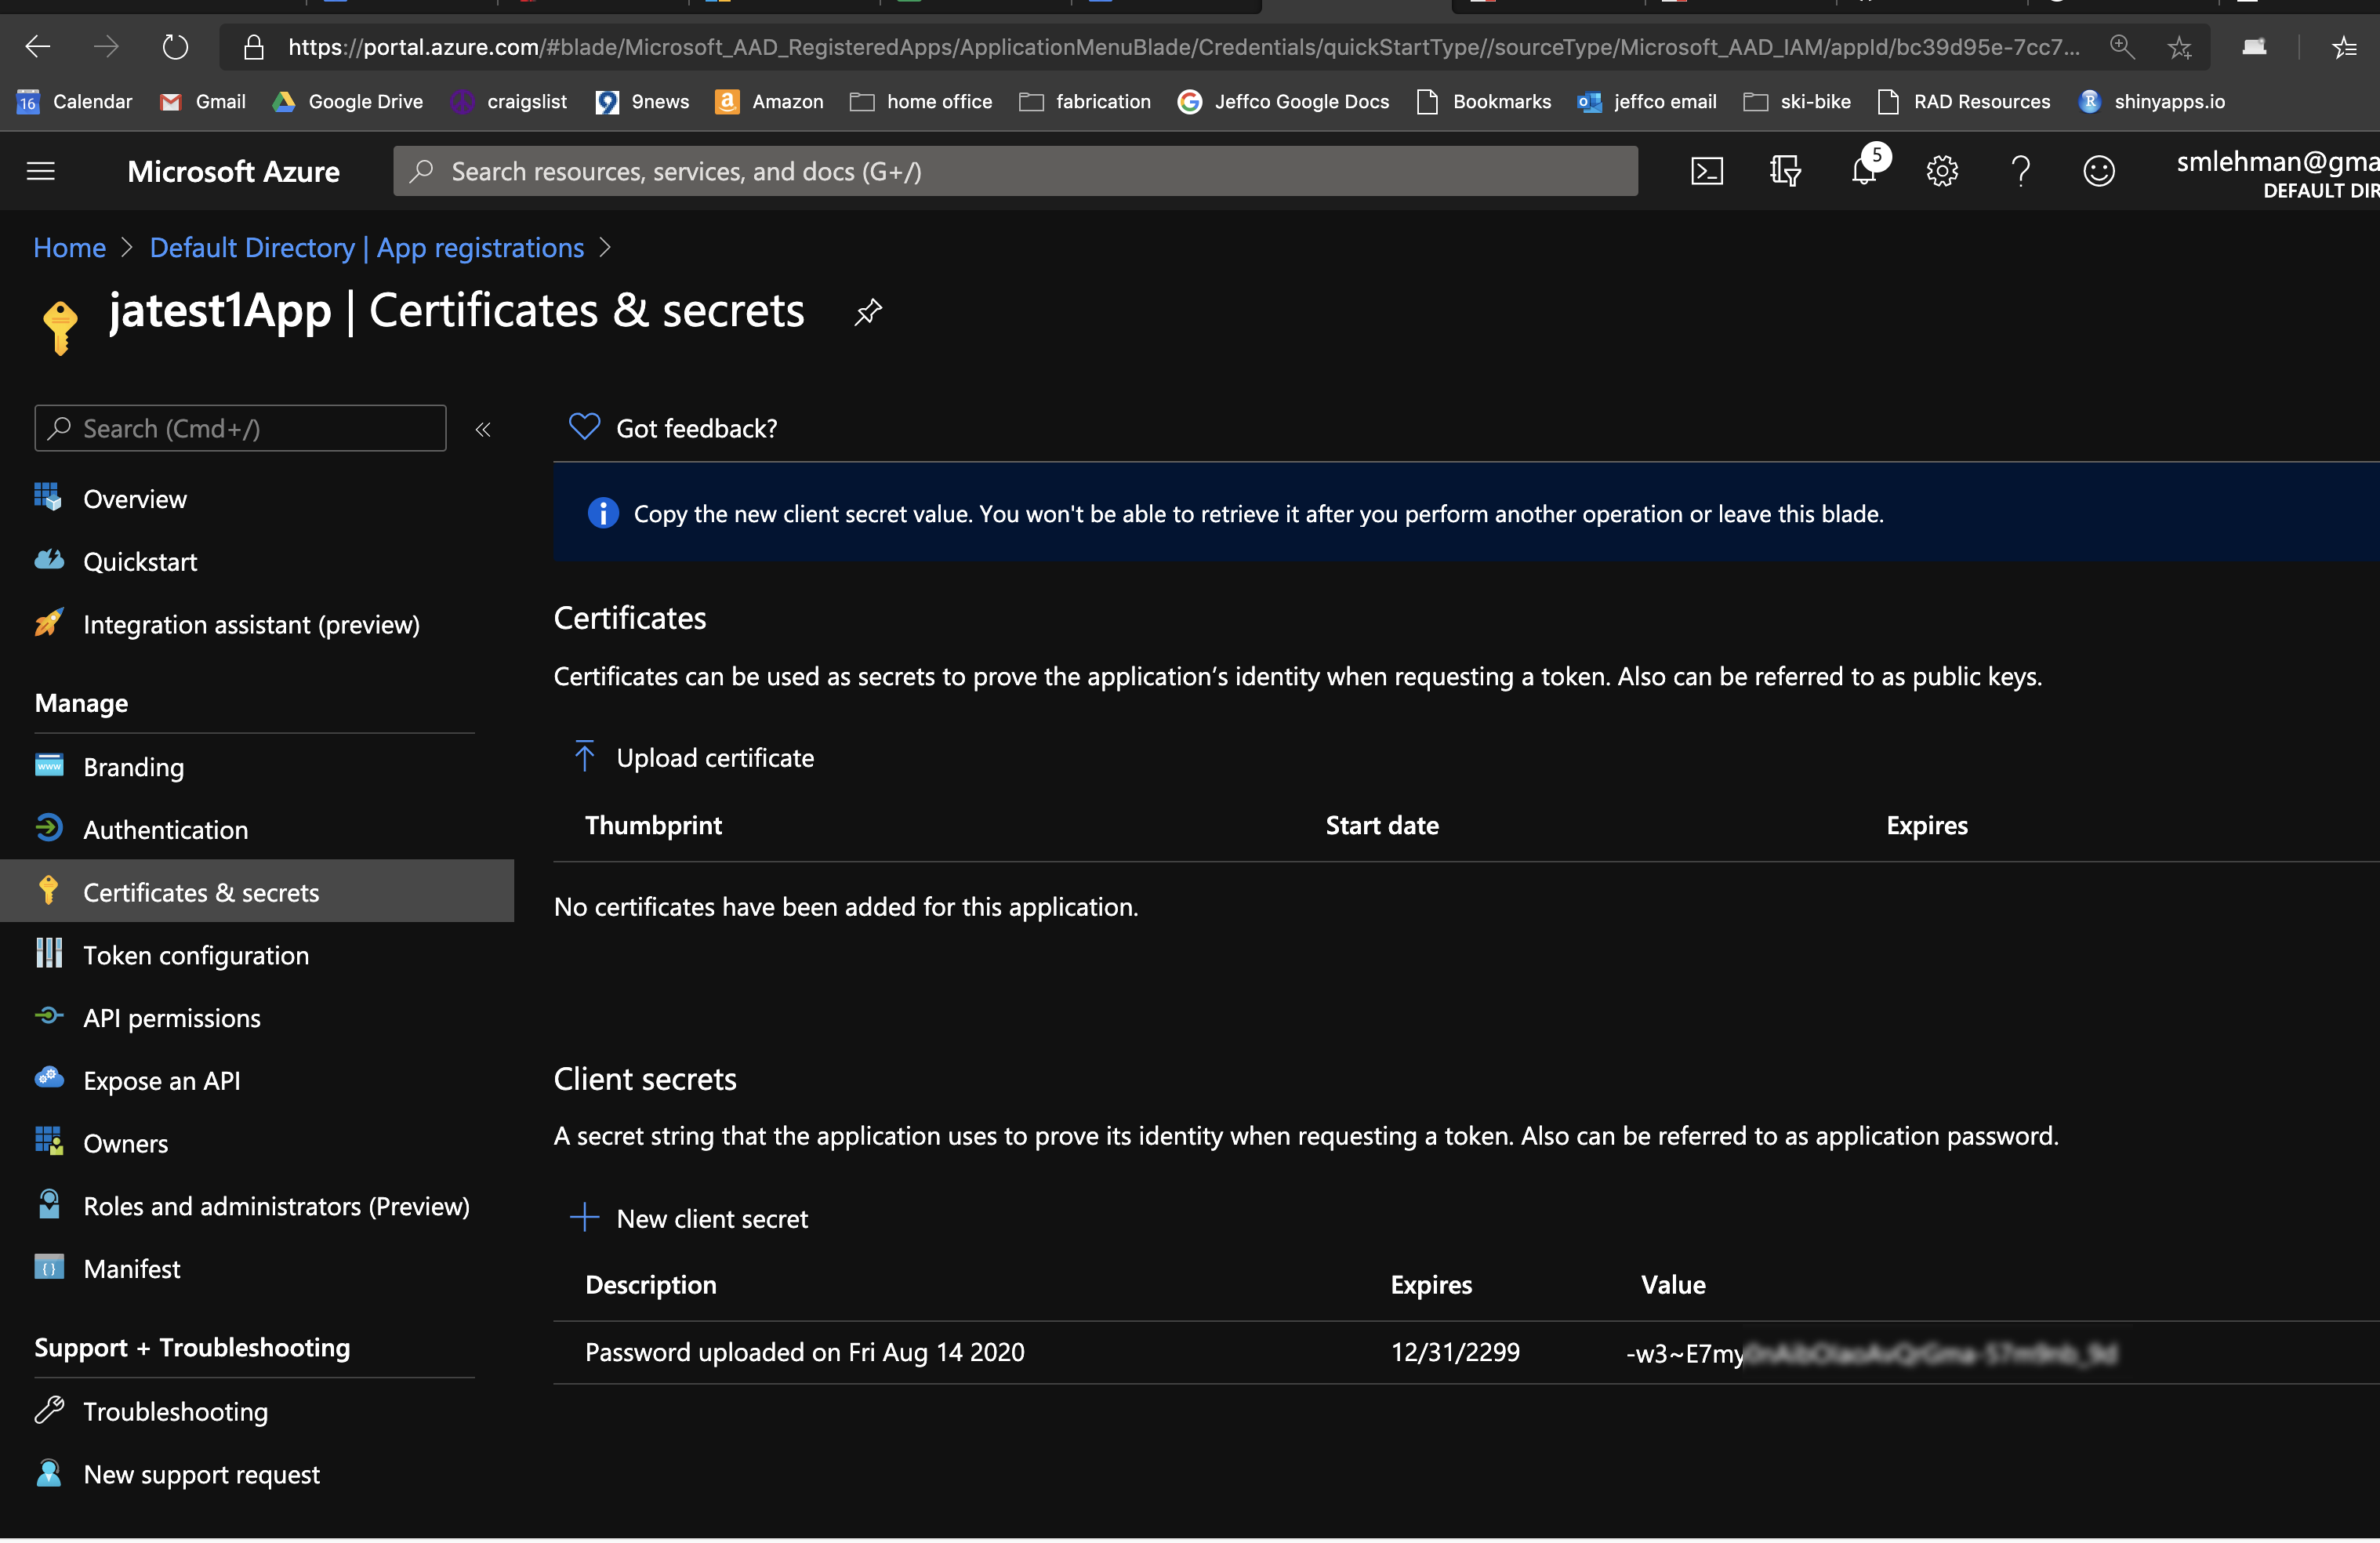 https://portal.azure.com/#blade/Microsoft_AAD_RegisteredApps/ApplicationMenuBlade/Credentials/quickStartType//sourceType/Microsoft_AAD_IAM/appId/bc39d95e-7cc7...
16 Calendar Gmail Google Drive craigslist 9news Amazon home office fabrication Jeffco Google Docs Bookmarks jeffco email ski-bike RAD Resources shinyapps.io
Microsoft Azure
Search resources, services, and docs (G+/)
5
smlehman@gma
DEFAULT DIR
Home > Default Directory | App registrations >
jatest1App | Certificates & secrets
Search (Cmd+/)
Overview
Quickstart
Integration assistant (preview)
Manage
Branding
Authentication
Certificates & secrets
Token configuration
API permissions
Expose an API
Owners
Roles and administrators (Preview)
Manifest
Support + Troubleshooting
Troubleshooting
New support request
Got feedback?
Copy the new client secret value. You won't be able to retrieve it after you perform another operation or leave this blade.
Certificates
Certificates can be used as secrets to prove the application’s identity when requesting a token. Also can be referred to as public keys.
Upload certificate
Thumbprint Start date Expires
No certificates have been added for this application.
Client secrets
A secret string that the application uses to prove its identity when requesting a token. Also can be referred to as application password.
New client secret
Description Expires Value
Password uploaded on Fri Aug 14 2020 12/31/2299 -w3~E7my